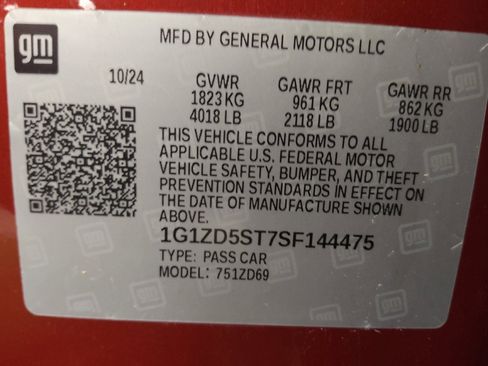 gm
MFD BY GENERAL MOTORS LLC
10/24 GVWR GAWR FRT GAWR RR
1823 KG 961 KG 862 KG
4018 LB 2118 LB 1900 LB
THIS VEHICLE CONFORMS TO ALL
APPLICABLE U.S. FEDERAL MOTOR
VEHICLE SAFETY, BUMPER, AND THEFT
PREVENTION STANDARDS IN EFFECT ON
THE DATE OF MANUFACTURE SHOWN
ABOVE.
1G1ZD5ST7SF144475
TYPE: PASS CAR
MODEL: 751ZD69